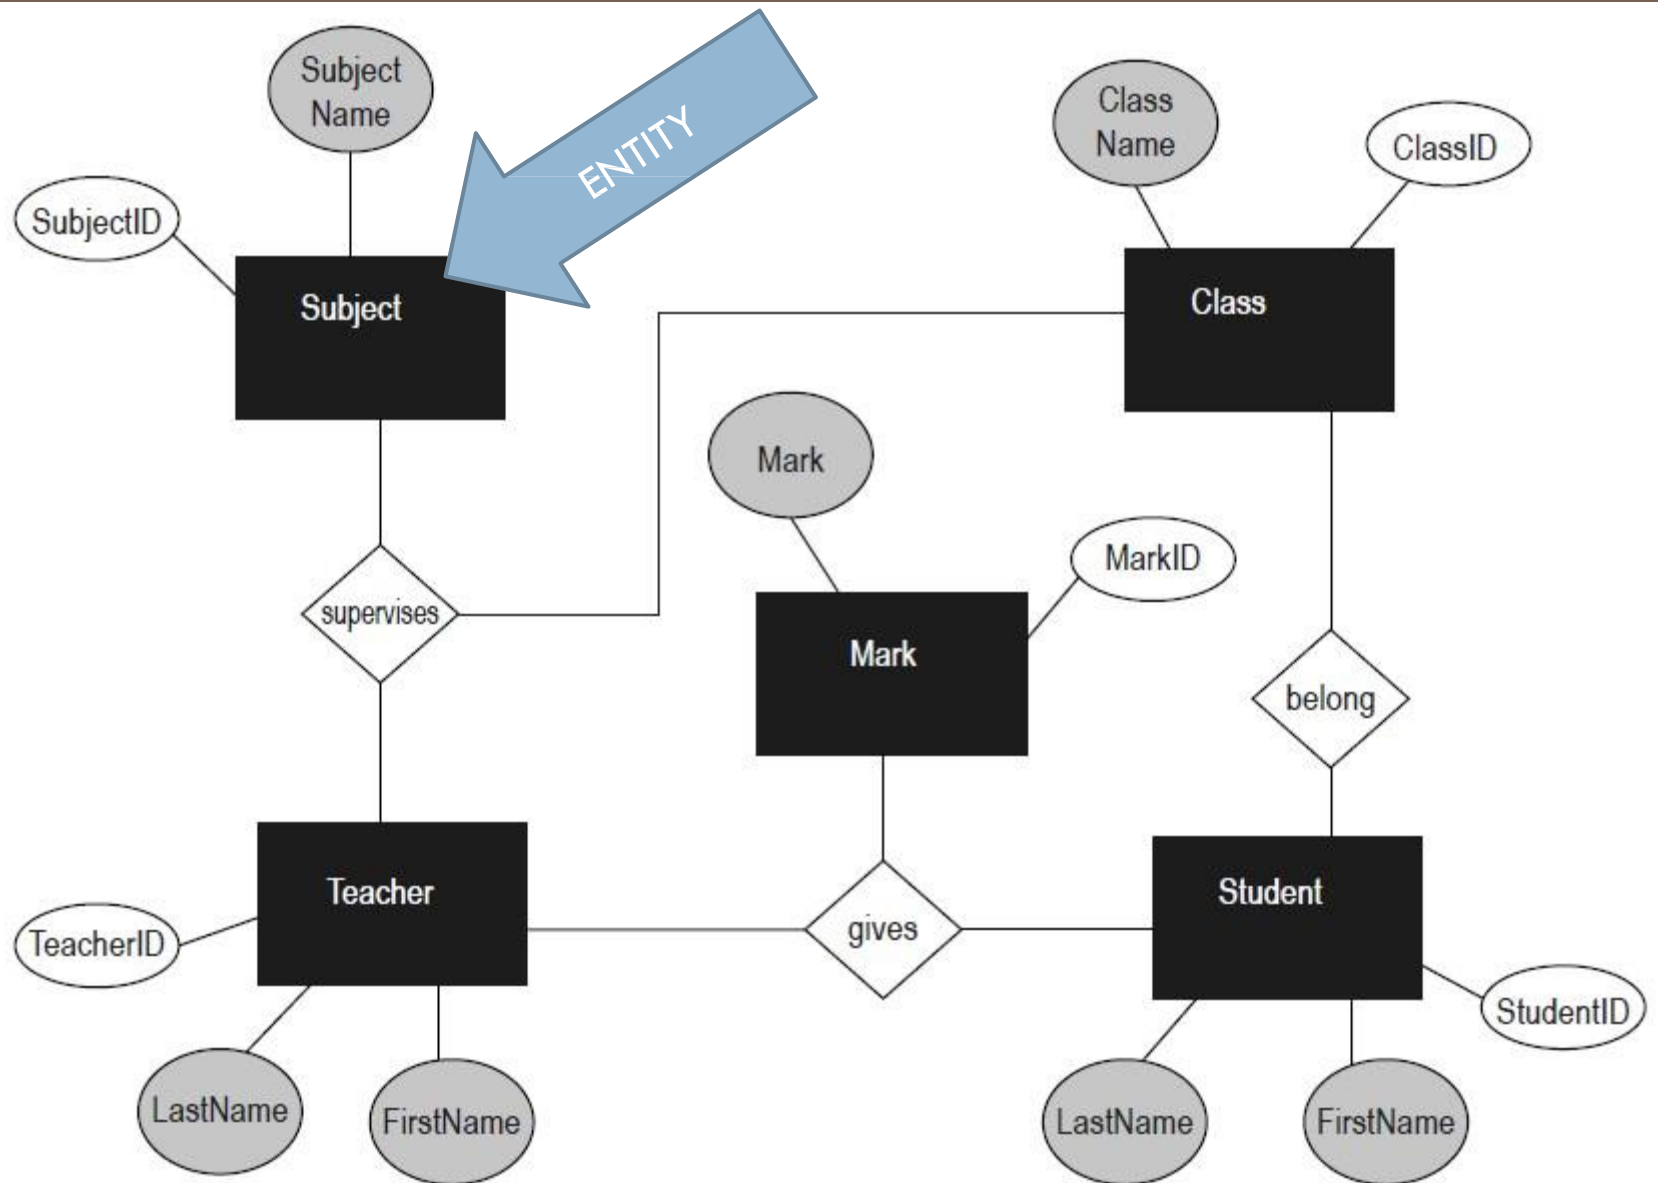 Subject
Name
ENTITY
Class
Name
ClassID
SubjectID
Subject
Class
Mark
MarkID
supervises
Mark
belong
Teacher
Student
gives
TeacherID
StudentID
LastName
FirstName
LastName
FirstName